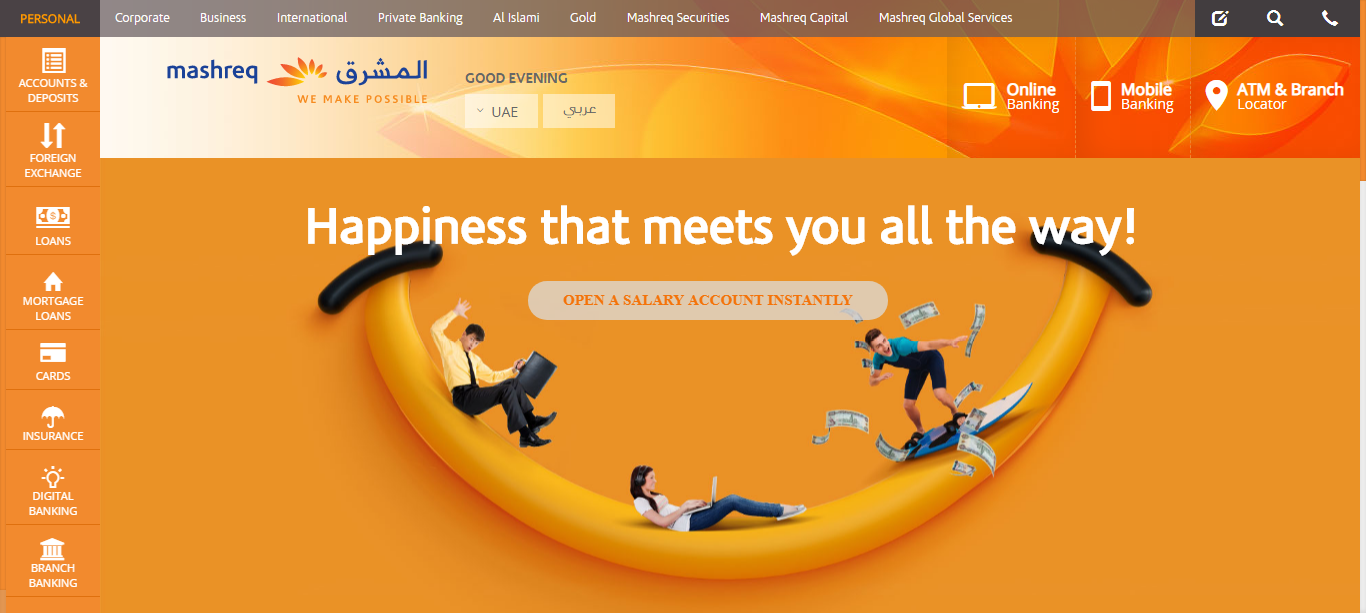 PERSONAL
Corporate
Business
International
Private Banking
Al Islami
Gold
Mashreq Securities
Mashreq Capital
Mashreq Global Services
mashreq
المشرق
WE MAKE POSSIBLE
GOOD EVENING
UAE
عربي
Online
Banking
Mobile
Banking
ATM & Branch
Locator
ACCOUNTS &
DEPOSITS
FOREIGN
EXCHANGE
LOANS
MORTGAGE
LOANS
CARDS
INSURANCE
DIGITAL
BANKING
BRANCH
BANKING
Happiness that meets you all the way!
OPEN A SALARY ACCOUNT INSTANTLY